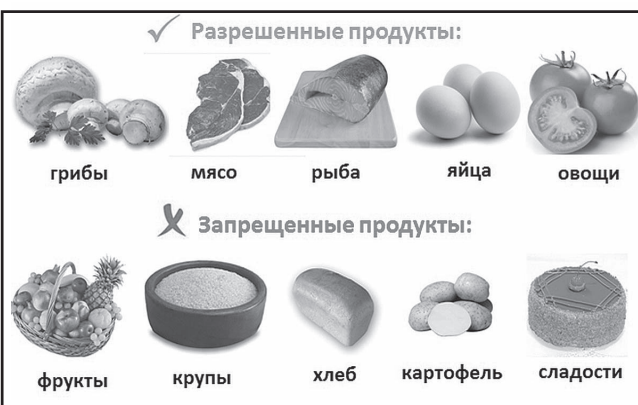 Разрешенные продукты:
грибы мясо рыба яйца овощи
Запрещенные продукты:
фрукты крупы хлеб картофель сладости